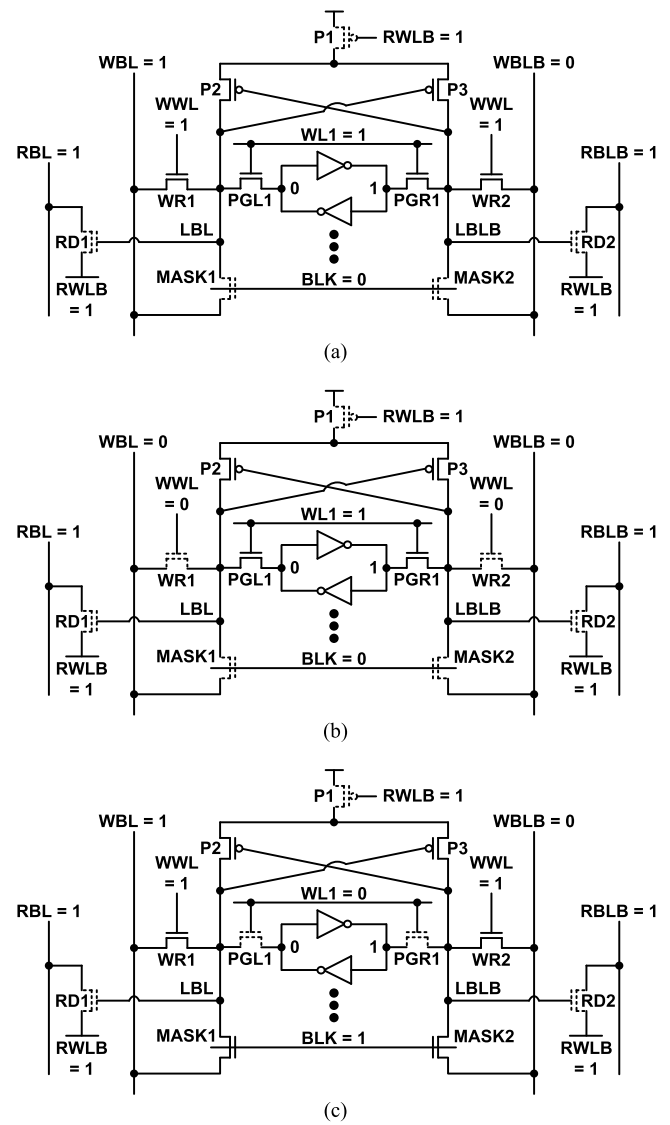 P1 RWLB = 1
WBL = 1 WBLB = 0
P2 P3
WWL = 1 WWL = 1
RBL = 1 WL1 = 1 RBLB = 1
0 1
WR1 PGL1 PGR1 WR2
LBL LBLB
RD1 RD2
MASK1 BLK = 0 MASK2
RWLB = 1 RWLB = 1
(a)
P1 RWLB = 1
WBL = 0 WBLB = 0
P2 P3
WWL = 0 WWL = 0
RBL = 1 WL1 = 1 RBLB = 1
0 1
WR1 PGL1 PGR1 WR2
LBL LBLB
RD1 RD2
MASK1 BLK = 0 MASK2
RWLB = 1 RWLB = 1
(b)
P1 RWLB = 1
WBL = 1 WBLB = 0
P2 P3
WWL = 1 WWL = 1
RBL = 1 WL1 = 0 RBLB = 1
0 1
WR1 PGL1 PGR1 WR2
LBL LBLB
RD1 RD2
MASK1 BLK = 1 MASK2
RWLB = 1 RWLB = 1
(c)